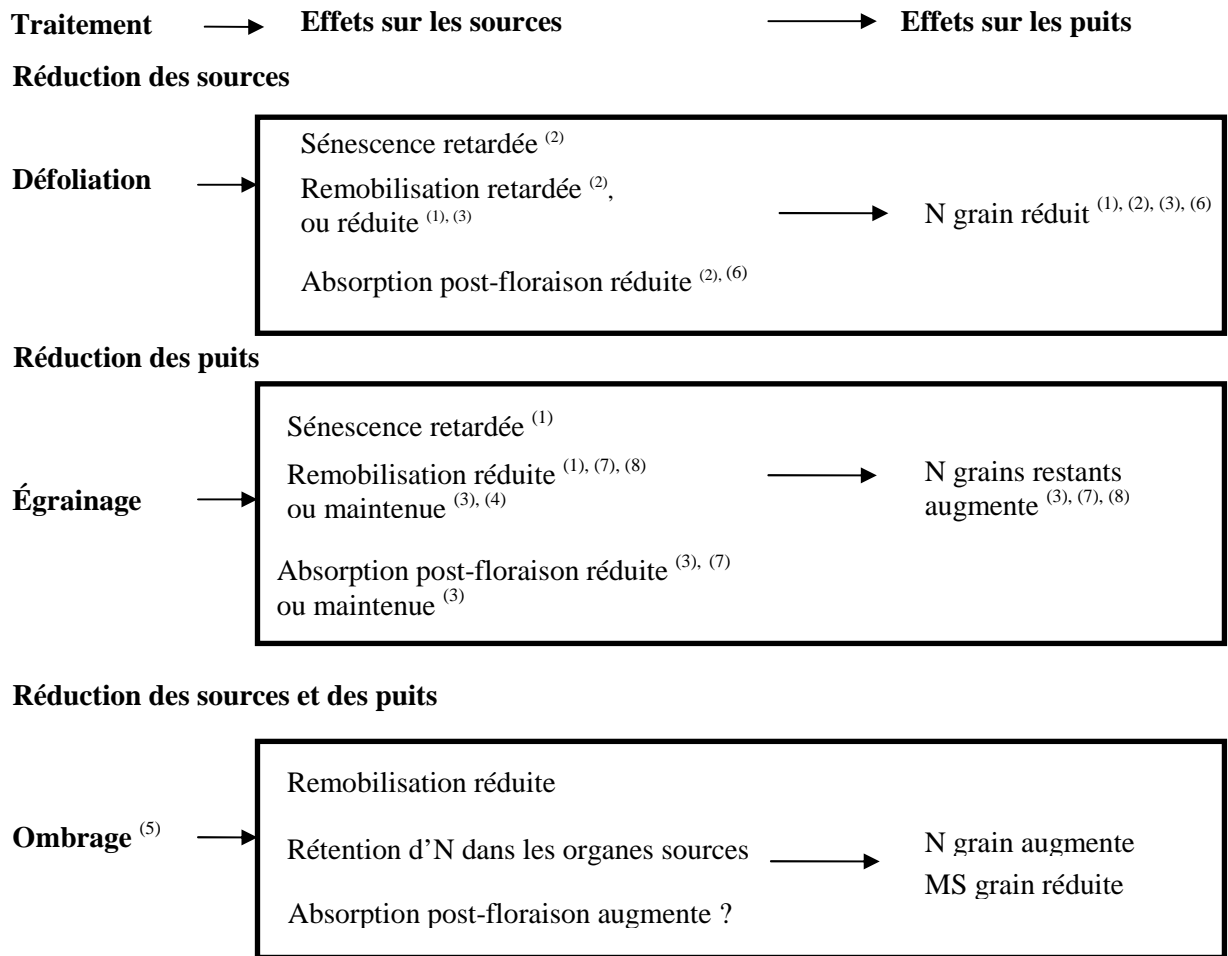 Traitement Effets sur les sources Effets sur les puits
Réduction des sources
Sénescence retardée (2)
Défoliation
Remobilisation retardée (2),
ou réduite (1), (3)
N grain réduit (1), (2), (3), (6)
Absorption post-floraison réduite (2), (6)
Réduction des puits
Sénescence retardée (1)
Remobilisation réduite (1), (7), (8)
ou maintenue (3), (4)
Égrainage
N grains restants
augmente (3), (7), (8)
Absorption post-floraison réduite (3), (7)
ou maintenue (3)
Réduction des sources et des puits
Remobilisation réduite
Ombrage (5)
Rétention d’N dans les organes sources
N grain augmente
MS grain réduite
Absorption post-floraison augmente ?